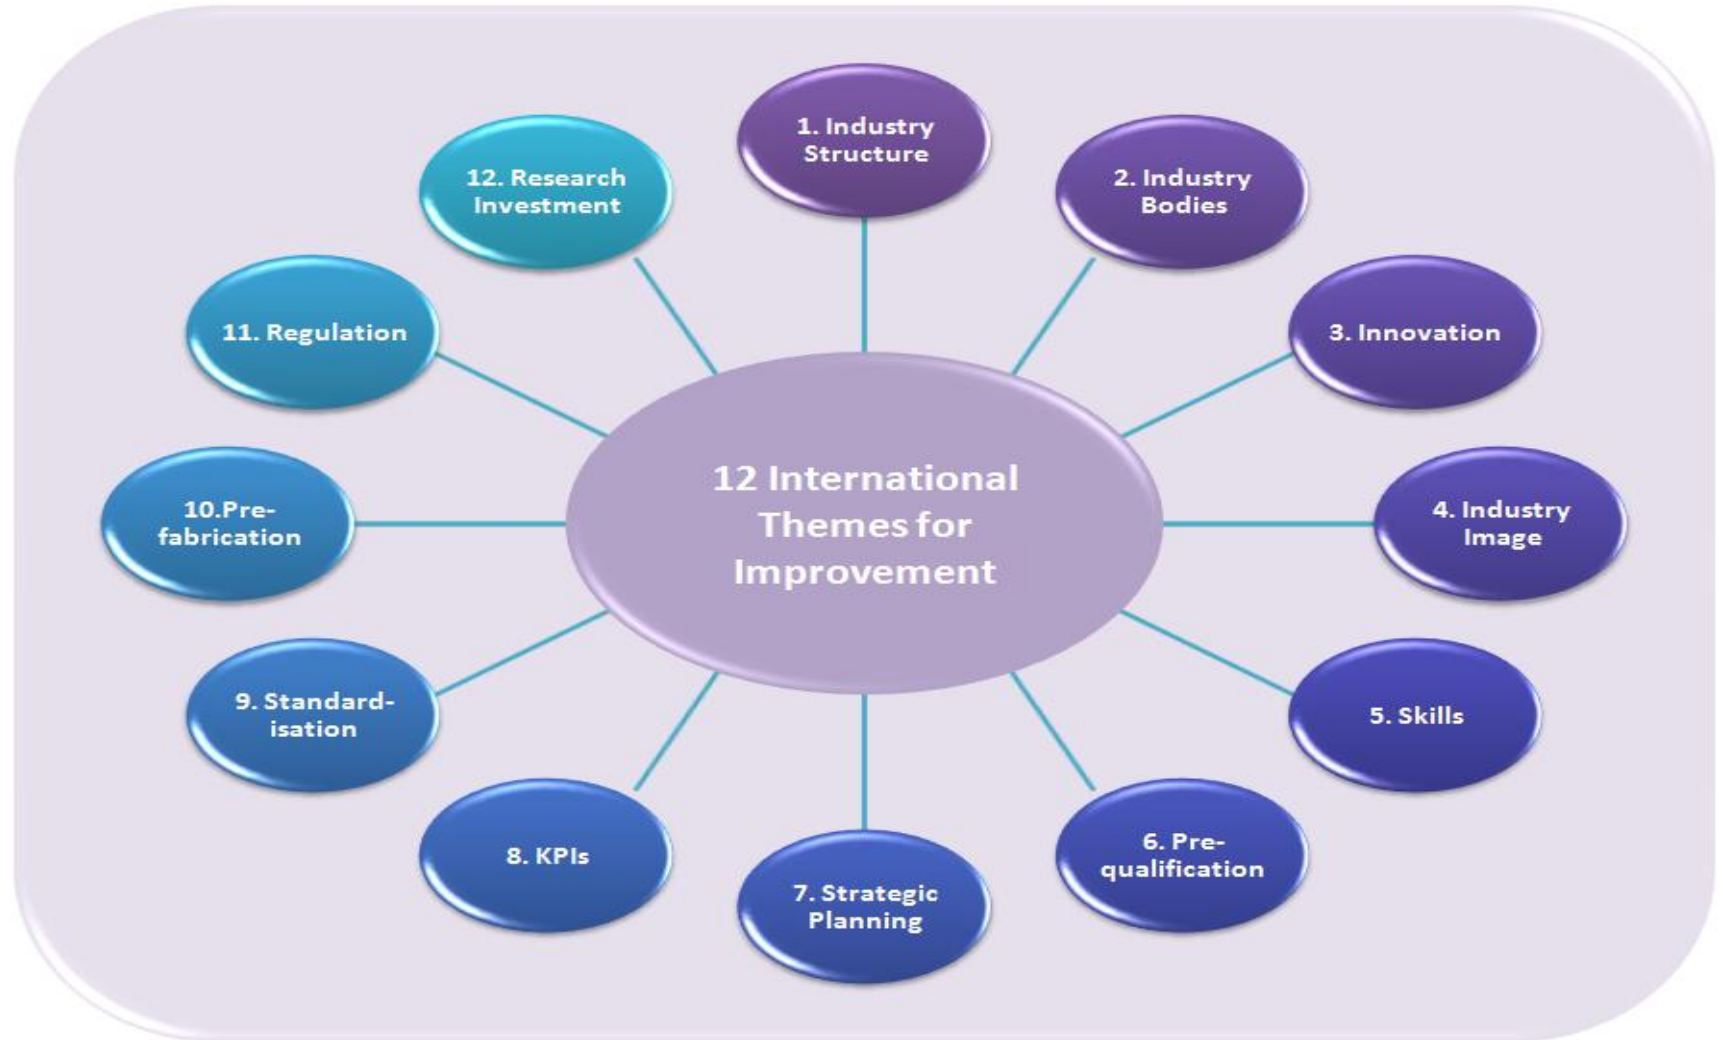 12 International
Themes for
Improvement
1. Industry
Structure
2. Industry
Bodies
3. Innovation
4. Industry
Image
5. Skills
6. Pre-
qualification
7. Strategic
Planning
8. KPIs
9. Standard-
isation
10.Pre-
fabrication
11. Regulation
12. Research
Investment